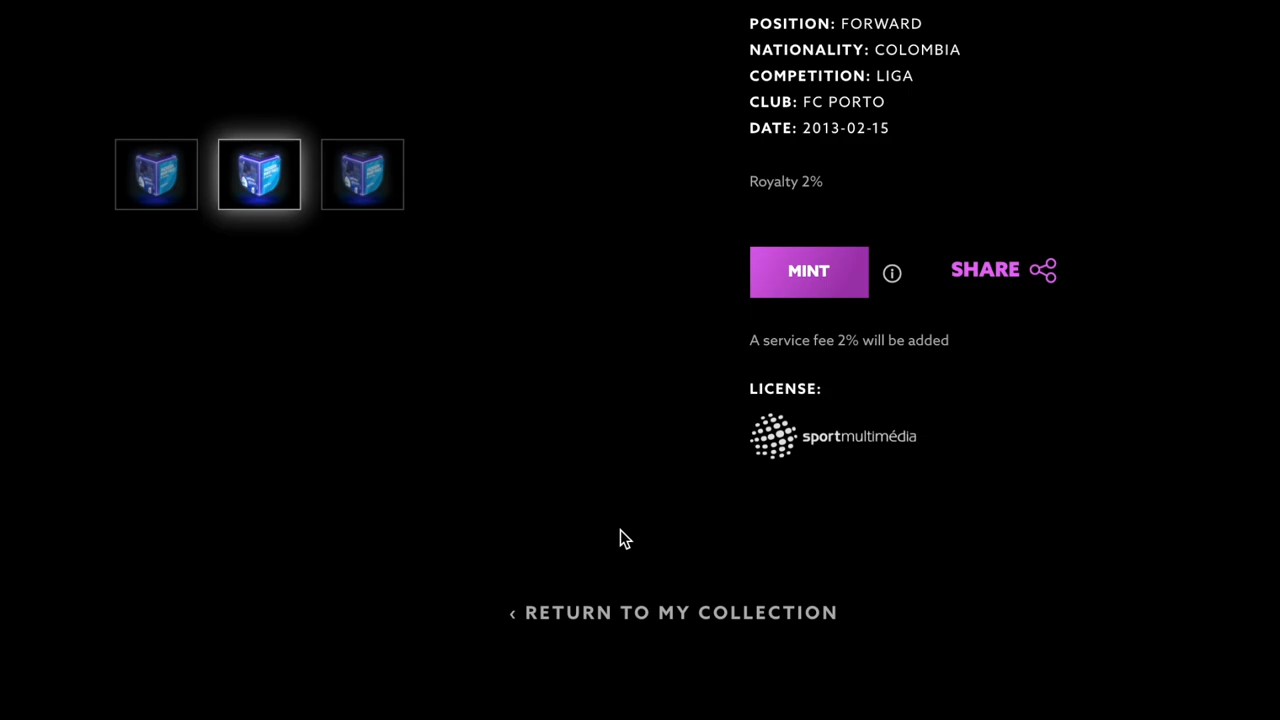 POSITION: FORWARD
NATIONALITY: COLOMBIA
COMPETITION: LIGA
CLUB: FC PORTO
DATE: 2013-02-15
Royalty 2%
MINT
SHARE
A service fee 2% will be added
LICENSE:
sportmultimédia
‹ RETURN TO MY COLLECTION